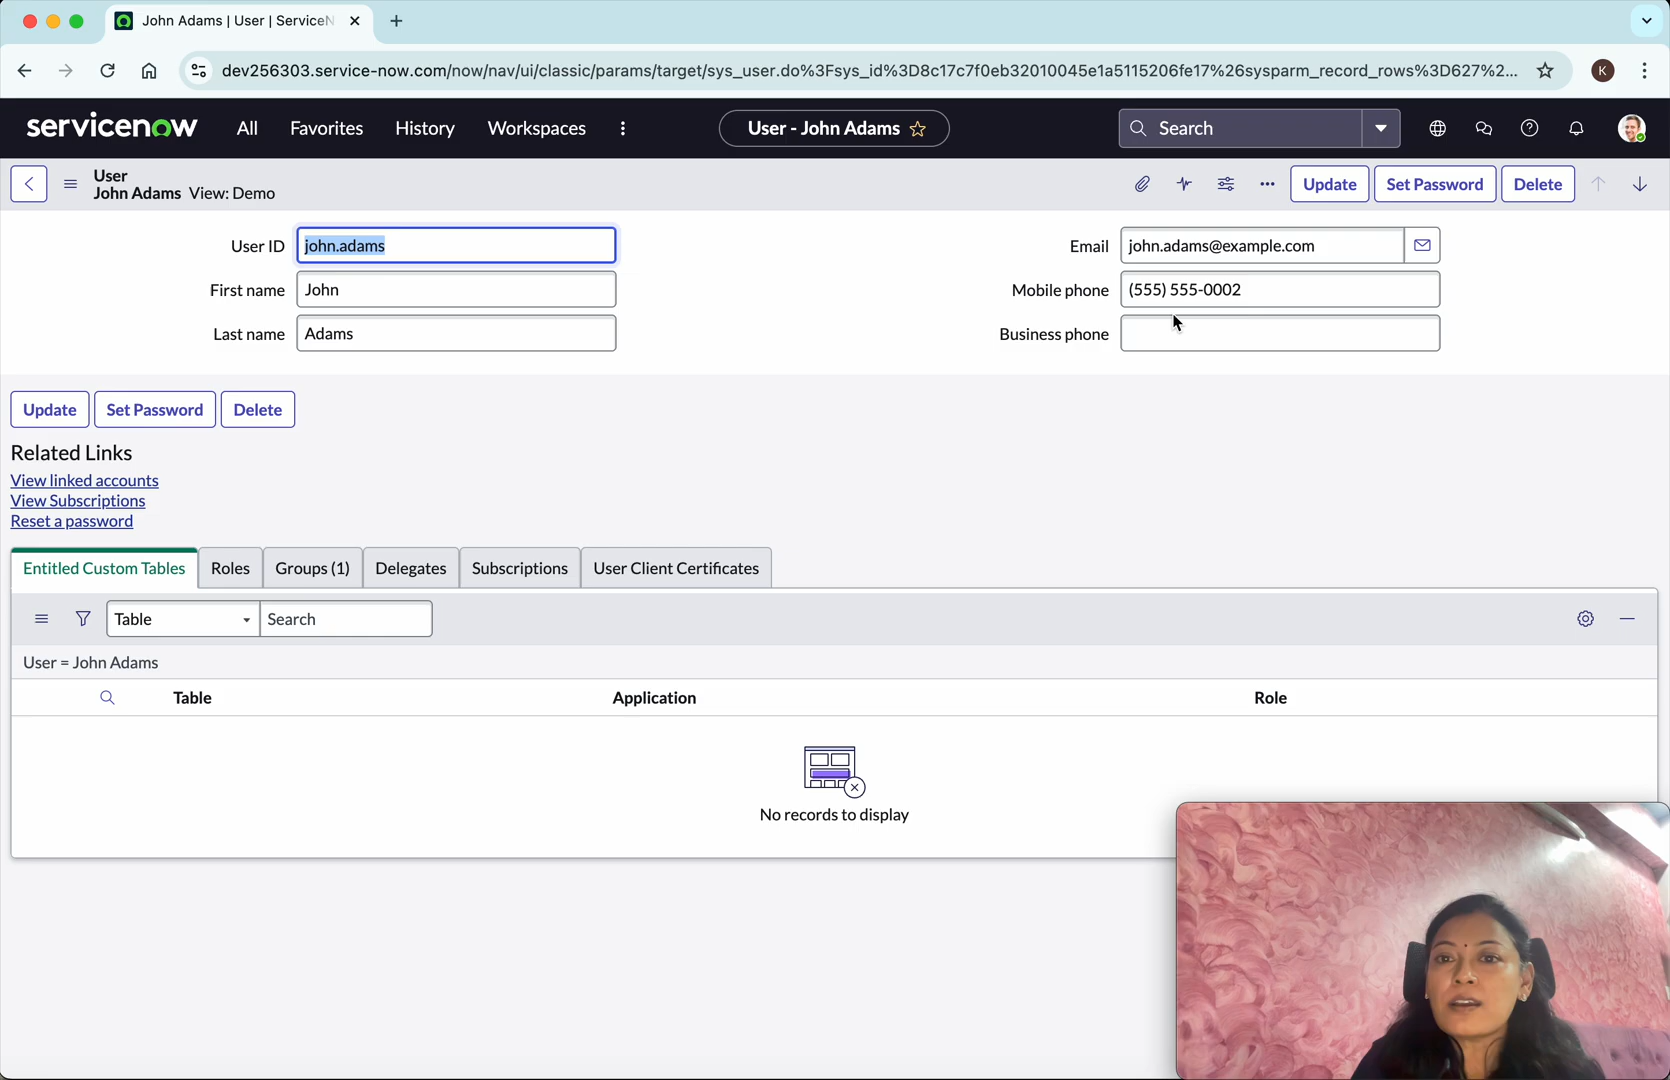 John Adams | User | ServiceN
dev256303.service-now.com/now/nav/ui/classic/params/target/sys_user.do%3Fsys_id%3D8c17c7f0eb32010045e1a5115206fe17%26sysparm_record_rows%3D627%2...
K
servicenow
All
Favorites
History
Workspaces
User - John Adams
Search
User
John Adams View: Demo
Update
Set Password
Delete
User ID
john.adams
Email
john.adams@example.com
First name
John
Mobile phone
(555) 555-0002
Last name
Adams
Business phone
Update
Set Password
Delete
Related Links
View linked accounts
View Subscriptions
Reset a password
Entitled Custom Tables
Roles
Groups (1)
Delegates
Subscriptions
User Client Certificates
Table
Search
User = John Adams
Table
Application
Role
No records to display